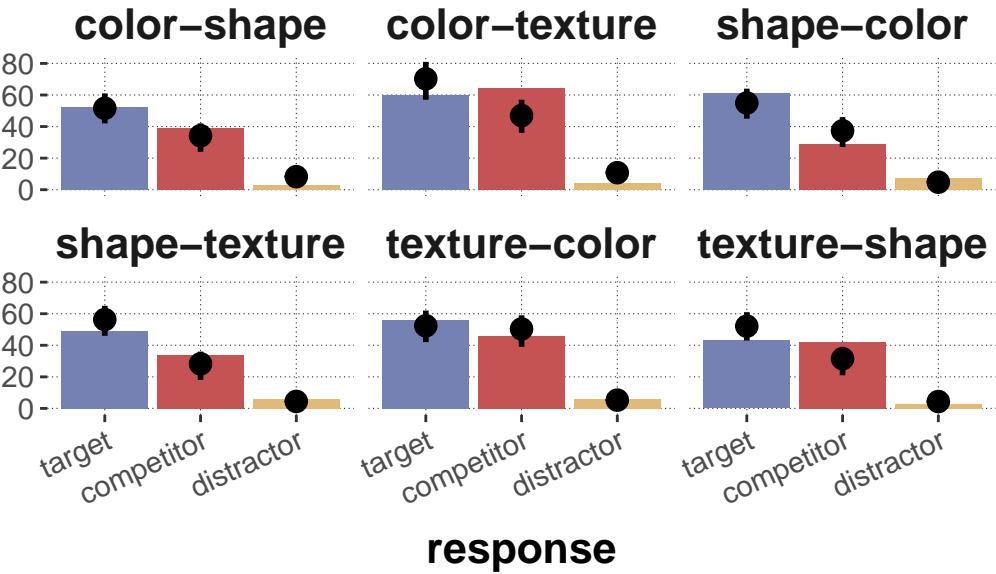 color−shape color−texture shape−color
80
60
40
20
0
shape−texture texture−color texture−shape
80
60
40
20
0
target competitor distractor target competitor distractor target competitor distractor
response